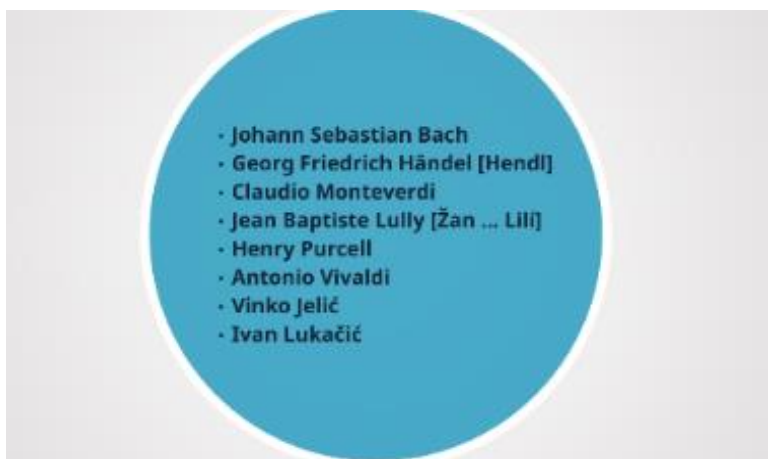 · Johann Sebastian Bach
· Georg Friedrich Händel [Hendl]
· Claudio Monteverdi
· Jean Baptiste Lully [Žan ... Lili]
· Henry Purcell
· Antonio Vivaldi
· Vinko Jelić
· Ivan Lukačić